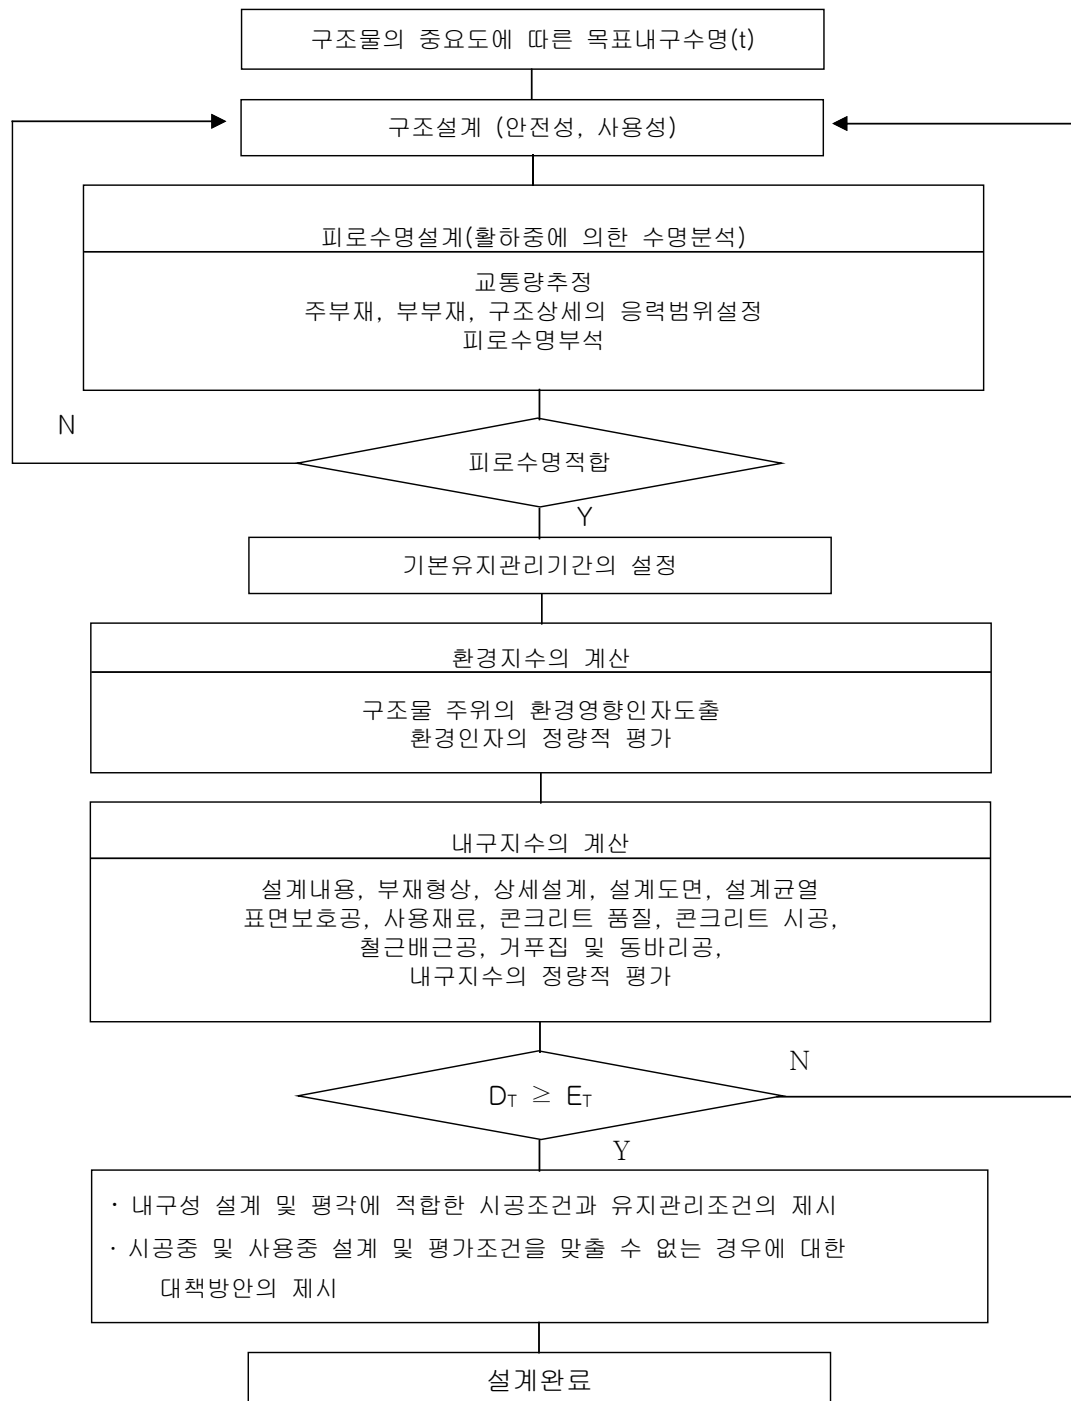 구조물의 중요도에 따른 목표내구수명(t)
구조설계 (안전성, 사용성)
피로수명설계(활하중에 의한 수명분석)
교통량추정
주부재, 부부재, 구조상세의 응력범위설정
피로수명부석
N
피로수명적합
Y
기본유지관리기간의 설정
환경지수의 계산
구조물 주위의 환경영향인자도출
환경인자의 정량적 평가
내구지수의 계산
설계내용, 부재형상, 상세설계, 설계도면, 설계균열
표면보호공, 사용재료, 콘크리트 품질, 콘크리트 시공,
철근배근공, 거푸집 및 동바리공,
내구지수의 정량적 평가
N
D_T ≥ E_T
Y
· 내구성 설계 및 평각에 적합한 시공조건과 유지관리조건의 제시
· 시공중 및 사용중 설계 및 평가조건을 맞출 수 없는 경우에 대한
대책방안의 제시
설계완료